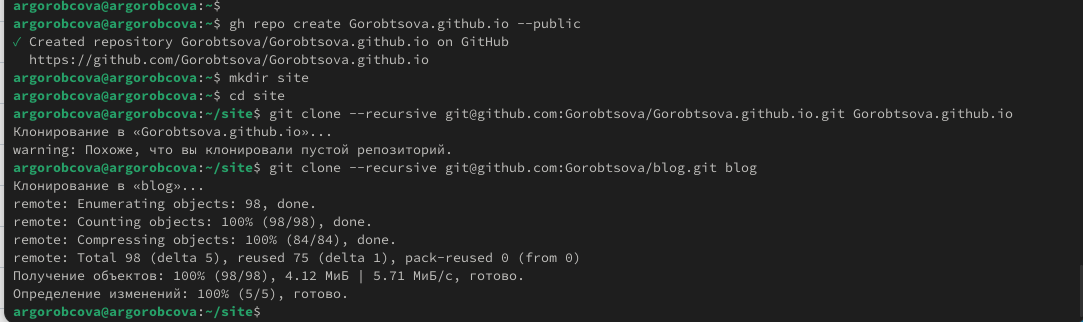 argorobcova@argorobcova:~$
argorobcova@argorobcova:~$ gh repo create Gorobtsova.github.io --public
✓ Created repository Gorobtsova/Gorobtsova.github.io on GitHub
  https://github.com/Gorobtsova/Gorobtsova.github.io
argorobcova@argorobcova:~$ mkdir site
argorobcova@argorobcova:~$ cd site
argorobcova@argorobcova:~/site$ git clone --recursive git@github.com:Gorobtsova/Gorobtsova.github.io.git Gorobtsova.github.io
Клонирование в «Gorobtsova.github.io»...
warning: Похоже, что вы клонировали пустой репозиторий.
argorobcova@argorobcova:~/site$ git clone --recursive git@github.com:Gorobtsova/blog.git blog
Клонирование в «blog»...
remote: Enumerating objects: 98, done.
remote: Counting objects: 100% (98/98), done.
remote: Compressing objects: 100% (84/84), done.
remote: Total 98 (delta 5), reused 75 (delta 1), pack-reused 0 (from 0)
Получение объектов: 100% (98/98), 4.12 МиБ | 5.71 МиБ/с, готово.
Определение изменений: 100% (5/5), готово.
argorobcova@argorobcova:~/site$